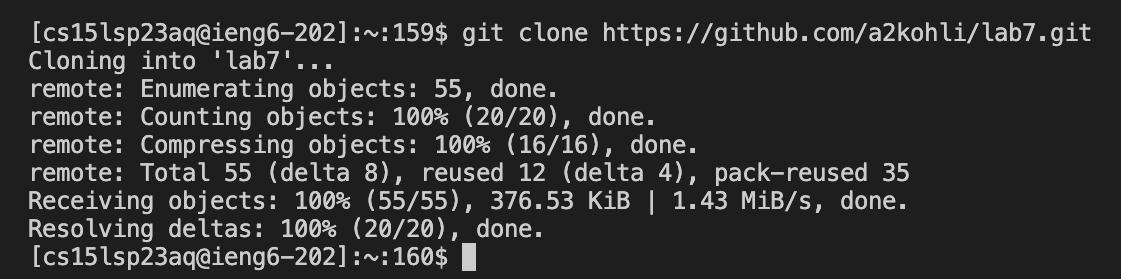 [cs15lsp23aq@ieng6-202]:~:159$ git clone https://github.com/a2kohli/lab7.git
Cloning into 'lab7'...
remote: Enumerating objects: 55, done.
remote: Counting objects: 100% (20/20), done.
remote: Compressing objects: 100% (16/16), done.
remote: Total 55 (delta 8), reused 12 (delta 4), pack-reused 35
Receiving objects: 100% (55/55), 376.53 KiB | 1.43 MiB/s, done.
Resolving deltas: 100% (20/20), done.
[cs15lsp23aq@ieng6-202]:~:160$